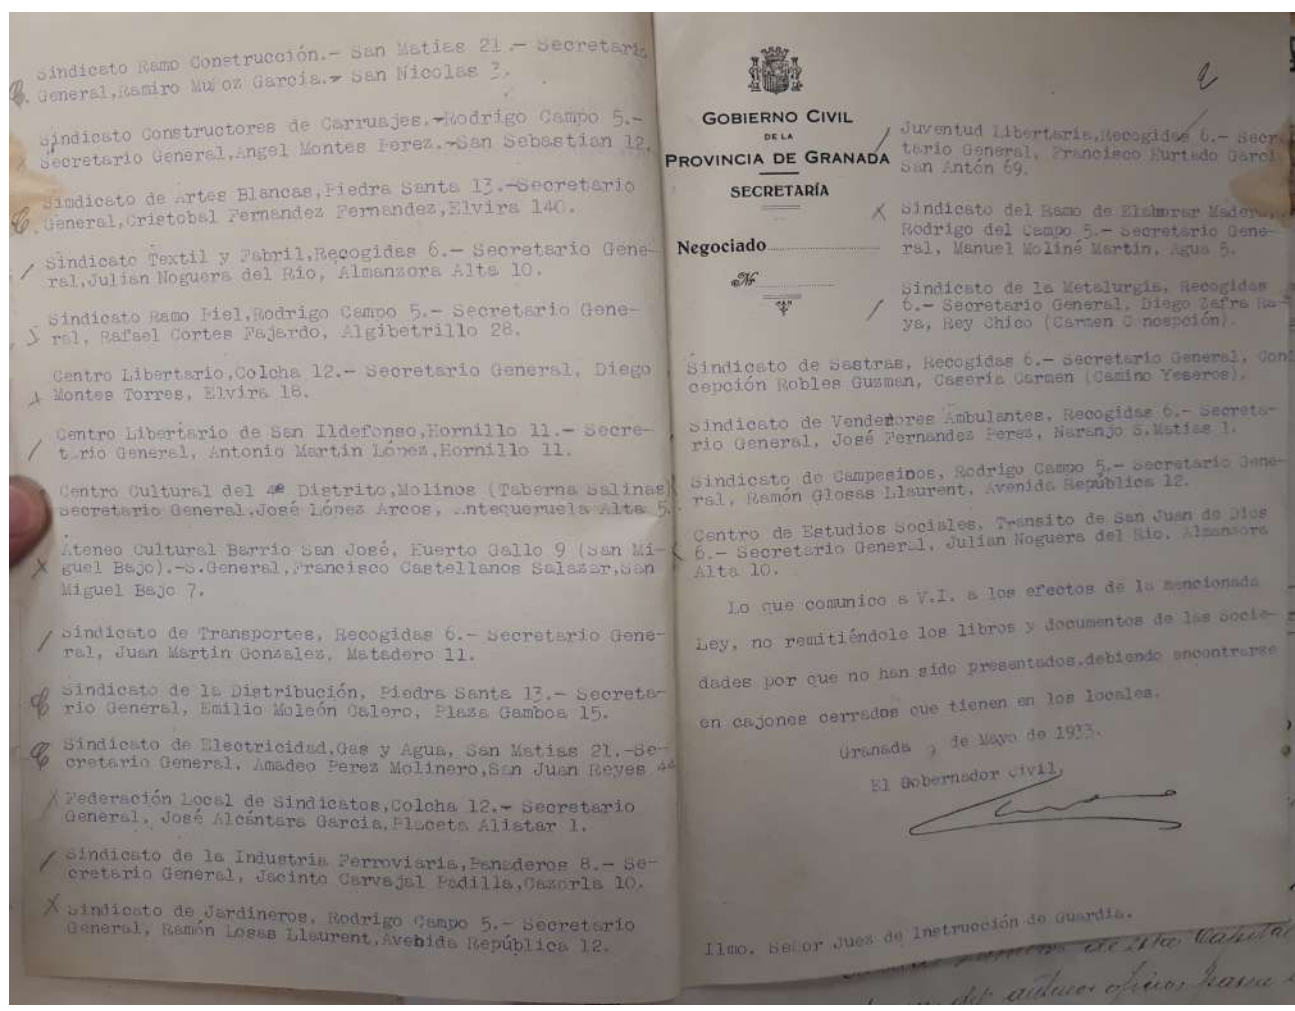 Sindicato Ramo Construcción.- San Matias 21.- Secretario
General,Ramiro Muñoz García.- San Nicolas 3.
Sindicato Constructores de Carruajes.-Rodrigo Campo 5.-
Secretario General,Angel Montes Perez.-San Sebastian 12.
Sindicato de Artes Blancas,Piedra Santa 13.-Secretario
General,Cristobal Fernandez Fernandez,Elvira 140.
Sindicato Textil y Fabril,Recogidas 6.- Secretario Gene-
ral,Julian Noguera del Rio, Almanzora Alta 10.
Sindicato Ramo Piel,Rodrigo Campo 5.- Secretario Gene-
ral, Rafael Cortes Fajardo, Algibetrillo 28.
Centro Libertario,Colcha 12.- Secretario General, Diego
Montes Torres, Elvira 18.
Centro Libertario de San Ildefonso,Hornillo 11.- Secre-
tario General, Antonio Martin López,Hornillo 11.
Centro Cultural del 4º Distrito,Molinos (Taberna Salinas)
Secretario General,José López Arcos, Antequeruela Alta 5.
Ateneo Cultural Barrio San José, Huerto Gallo 9 (San Mi-
guel Bajo).-S.General,Francisco Castellanos Salazar,San
Miguel Bajo 7.
Sindicato de Transportes, Recogidas 6.- Secretario Gene-
ral, Juan Martin Gonzalez, Matadero 11.
Sindicato de la Distribución, Piedra Santa 13.- Secreta-
rio General, Emilio Moleón Calero, Plaza Gamboa 15.
Sindicato de Electricidad,Gas y Agua, San Matias 21.-Se-
cretario General, Amadeo Perez Molinero,San Juan Reyes 44
Federación Local de Sindicatos,Colcha 12.- Secretario
General, José Alcántara Garcia,Placeta Aliatar 1.
Sindicato de la Industria Ferroviaria,Panaderos 8.- Se-
cretario General, Jacinto Carvajal Padilla,Cazorla 10.
Sindicato de Jardineros, Rodrigo Campo 5.- Secretario
General, Ramón Losas Llaurent,Avenida República 12.
GOBIERNO CIVIL
DE LA
PROVINCIA DE GRANADA
SECRETARÍA
Negociado
Nº
2
Juventud Libertaria,Recogidas 6.- Secre
tario General, Francisco Hurtado Garci
San Antón 69.
Sindicato del Ramo de Elaborar Madera,
Rodrigo del Campo 5.- Secretario Gene-
ral, Manuel Moliné Martin, Agua 5.
Sindicato de la Metalurgia, Recogidas
6.- Secretario General, Diego Zafra Ra-
ya, Rey Chico (Carmen Concepción).
Sindicato de Sastras, Recogidas 6.- Secretario General, Con
cepción Robles Guzman, Caseria Carmen (Camino Yeseros).
Sindicato de Vendedores Ambulantes, Recogidas 6.- Secreta-
rio General, José Fernandez Perez, Naranjo S.Matias 1.
Sindicato de Campesinos, Rodrigo Campo 5.- Secretario Gene-
ral, Ramón Glosas Llaurent, Avenida República 12.
Centro de Estudios Sociales, Transito de San Juan de Dios
6.- Secretario General, Julian Noguera del Rio, Almanzora
Alta 10.
Lo que comunico a V.I. a los efectos de la mencionada
Ley, no remitiéndole los libros y documentos de las Socie-
dades por que no han sido presentados,debiendo encontrarse
en cajones cerrados que tienen en los locales.
Granada de Mayo de 1933.
El Gobernador civil,
Ilmo. Señor Juez de Instrucción de Guardia.
de esta Capital